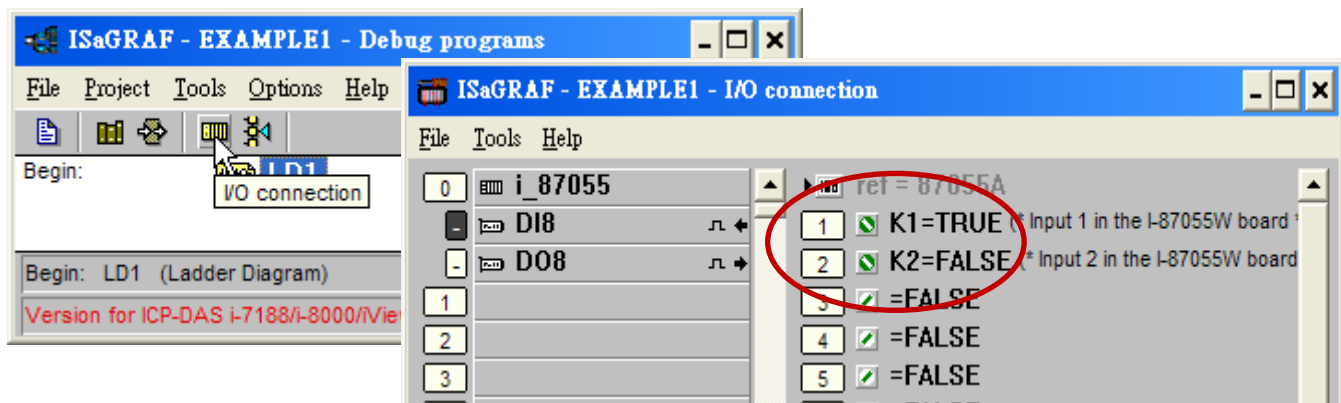 ISaGRAF - EXAMPLE1 - Debug programs
File Project Tools Options Help
Begin:
LD1
I/O connection
Begin: LD1 (Ladder Diagram)
Version for ICP-DAS i-7188/i-8000/iVie
ISaGRAF - EXAMPLE1 - I/O connection
File Tools Help
0 i_87055
DI8
- DO8
1
2
3
ref = 87055A
1 K1=TRUE (* Input 1 in the I-87055W board *
2 K2=FALSE (* Input 2 in the I-87055W board
3 =FALSE
4 =FALSE
5 =FALSE